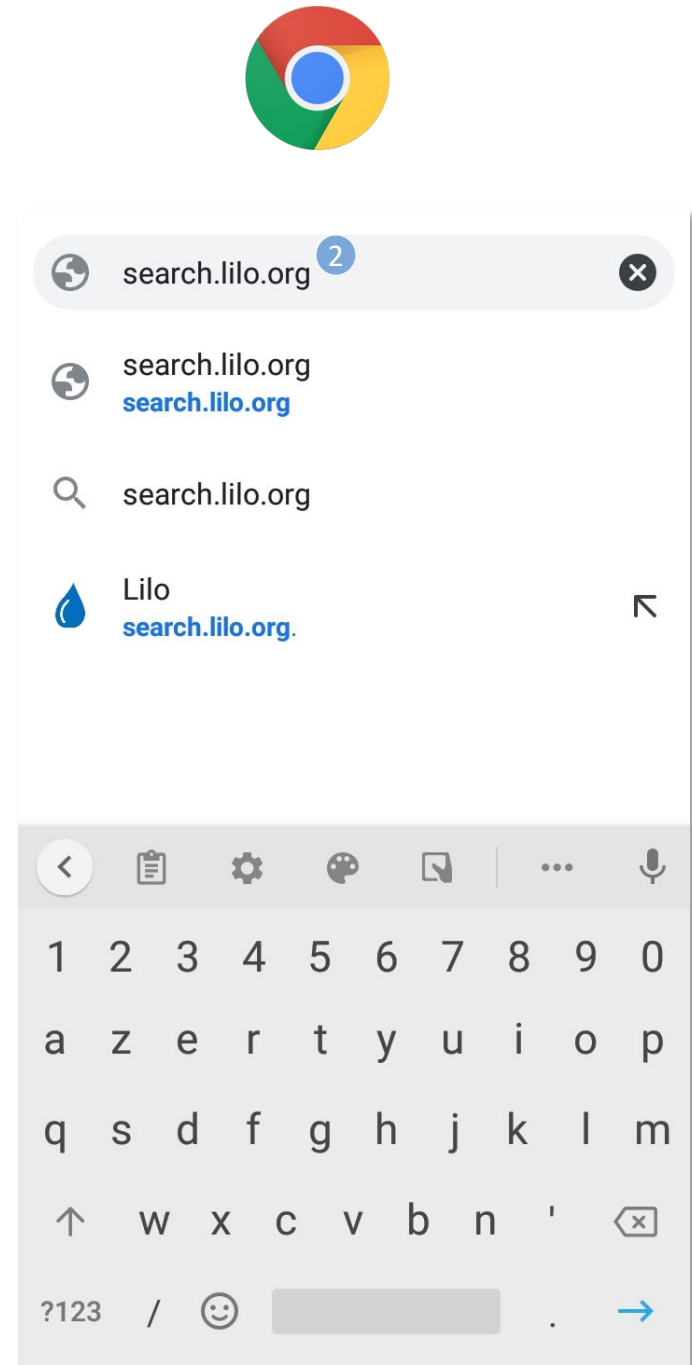 search.lilo.org 2
search.lilo.org
search.lilo.org
search.lilo.org
Lilo
search.lilo.org.
1 2 3 4 5 6 7 8 9 0
a z e r t y u i o p
q s d f g h j k l m
w x c v b n '
?123 / .